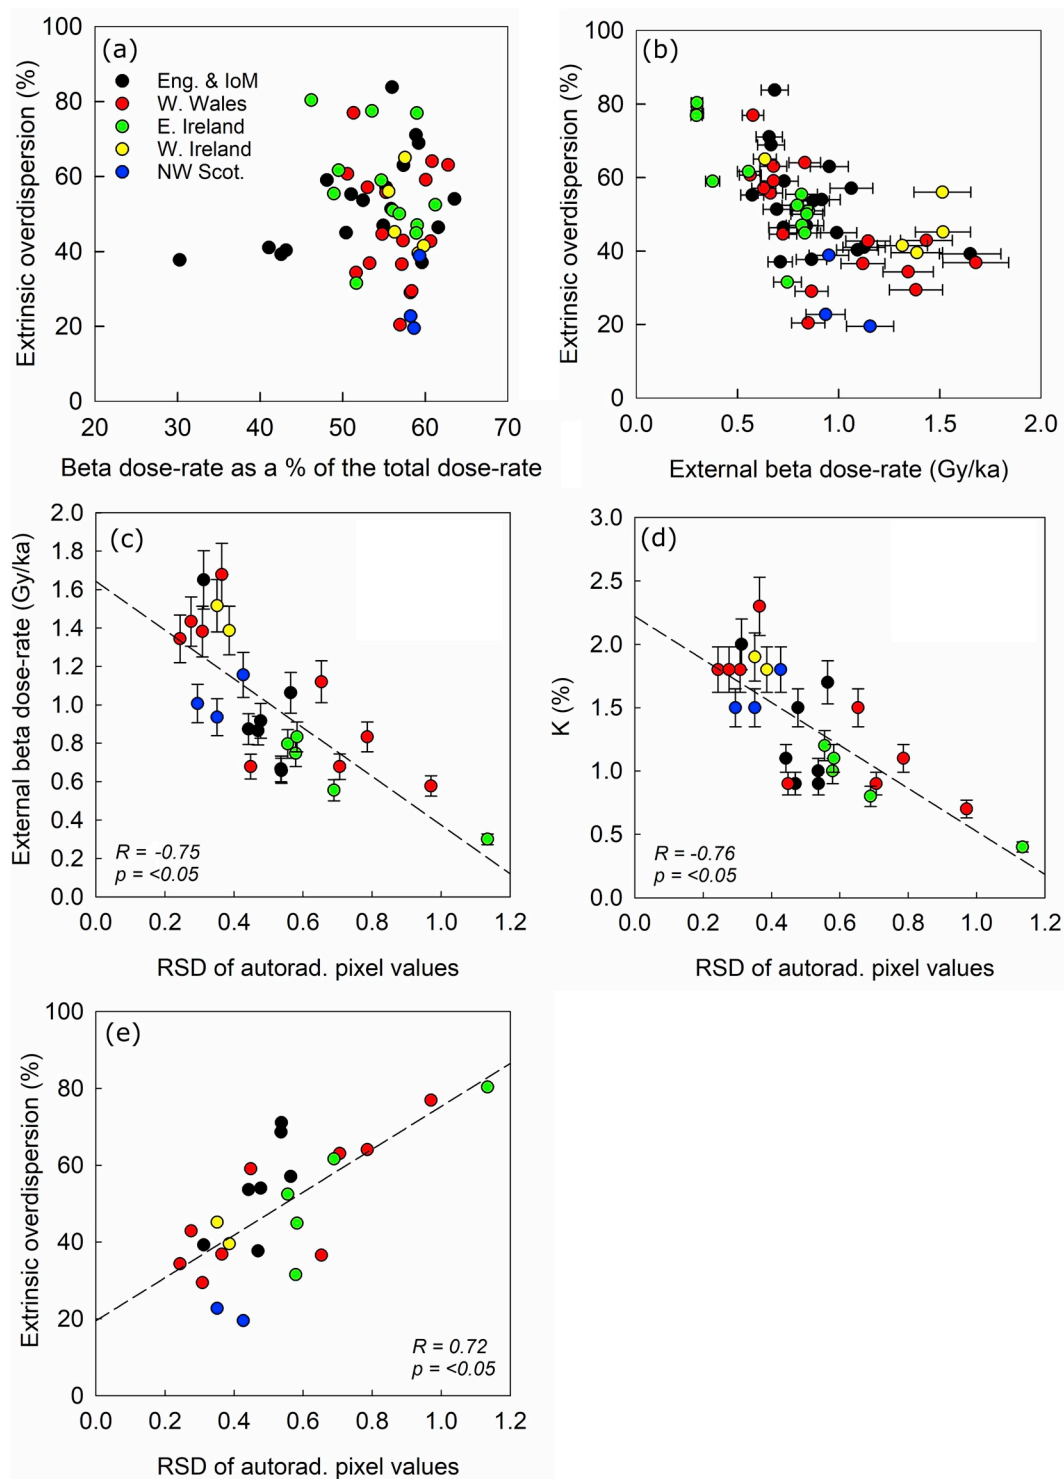 (a)
Extrinsic overdispersion (%)
100
80
60
40
20
0
Eng. & IoM
W. Wales
E. Ireland
W. Ireland
NW Scot.
20 30 40 50 60 70
Beta dose-rate as a % of the total dose-rate
(b)
Extrinsic overdispersion (%)
100
80
60
40
20
0
0.0 0.5 1.0 1.5 2.0
External beta dose-rate (Gy/ka)
(c)
External beta dose-rate (Gy/ka)
2.0
1.8
1.6
1.4
1.2
1.0
0.8
0.6
0.4
0.2
0.0
R = -0.75
p = <0.05
0.0 0.2 0.4 0.6 0.8 1.0 1.2
RSD of autorad. pixel values
(d)
K (%)
3.0
2.5
2.0
1.5
1.0
0.5
0.0
R = -0.76
p = <0.05
0.0 0.2 0.4 0.6 0.8 1.0 1.2
RSD of autorad. pixel values
(e)
Extrinsic overdispersion (%)
100
80
60
40
20
0
R = 0.72
p = <0.05
0.0 0.2 0.4 0.6 0.8 1.0 1.2
RSD of autorad. pixel values